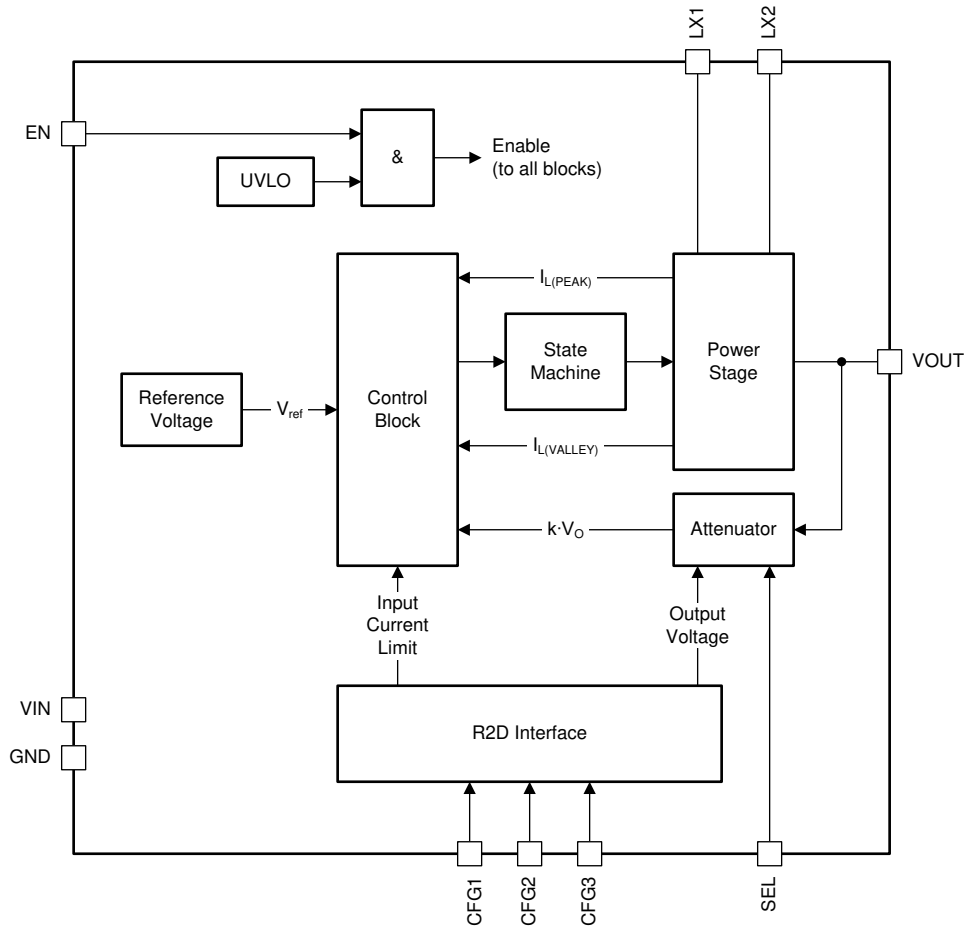 LX1
LX2
EN
&
Enable
(to all blocks)
UVLO
I_L(PEAK)
State
Machine
Power
Stage
VOUT
Reference
Voltage
V_ref
Control
Block
I_L(VALLEY)
k·V_O
Attenuator
Input
Current
Limit
Output
Voltage
VIN
R2D Interface
GND
CFG1
CFG2
CFG3
SEL